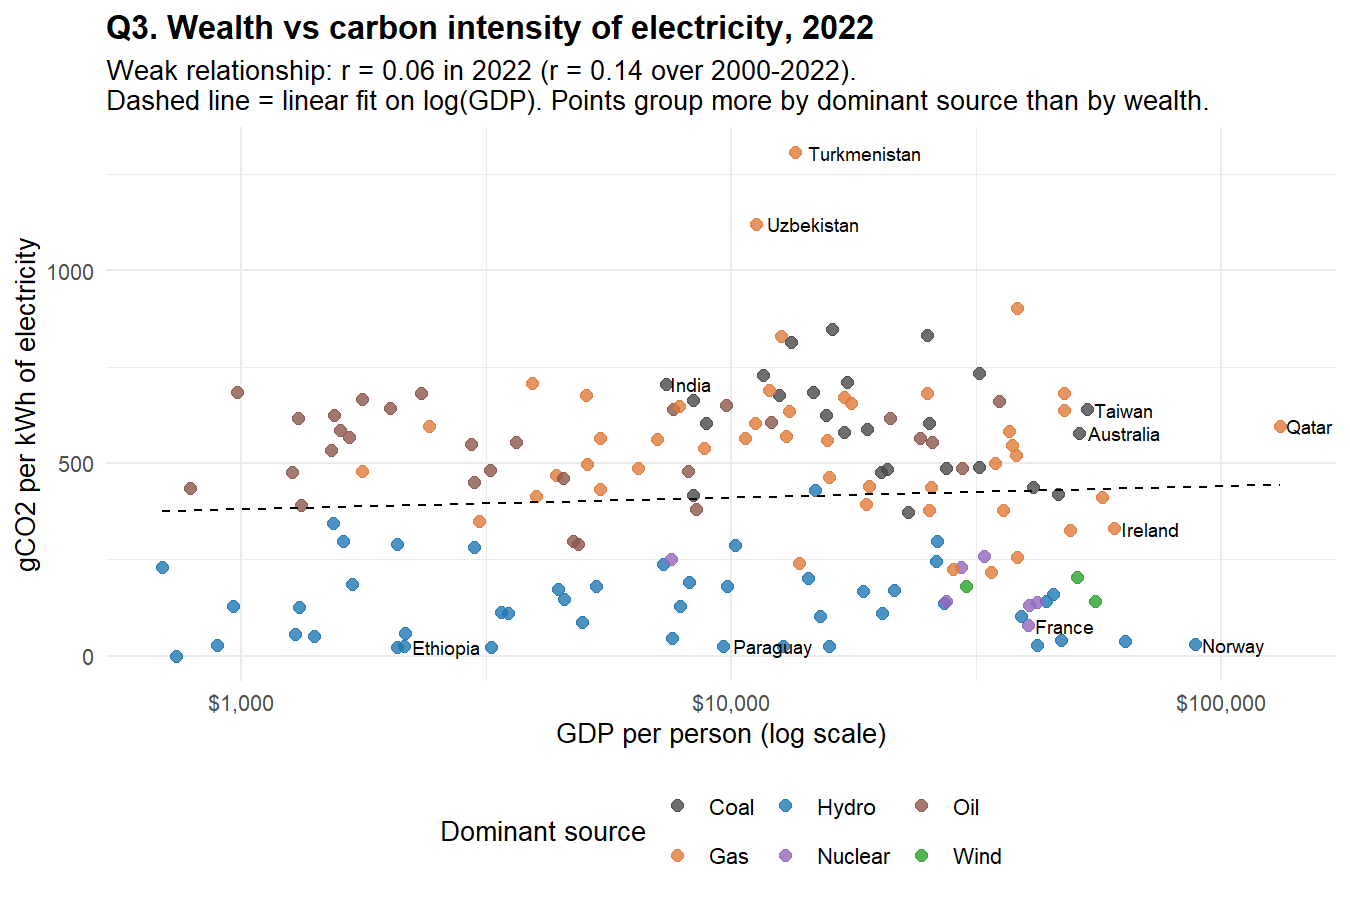 Q3. Wealth vs carbon intensity of electricity, 2022
Weak relationship: r = 0.06 in 2022 (r = 0.14 over 2000-2022).
Dashed line = linear fit on log(GDP). Points group more by dominant source than by wealth.
gCO2 per kWh of electricity
1000
500
0
Turkmenistan
Uzbekistan
India
Taiwan
Australia
Qatar
Ireland
France
Ethiopia
Paraguay
Norway
$1,000
$10,000
$100,000
GDP per person (log scale)
Dominant source
Coal
Hydro
Oil
Gas
Nuclear
Wind